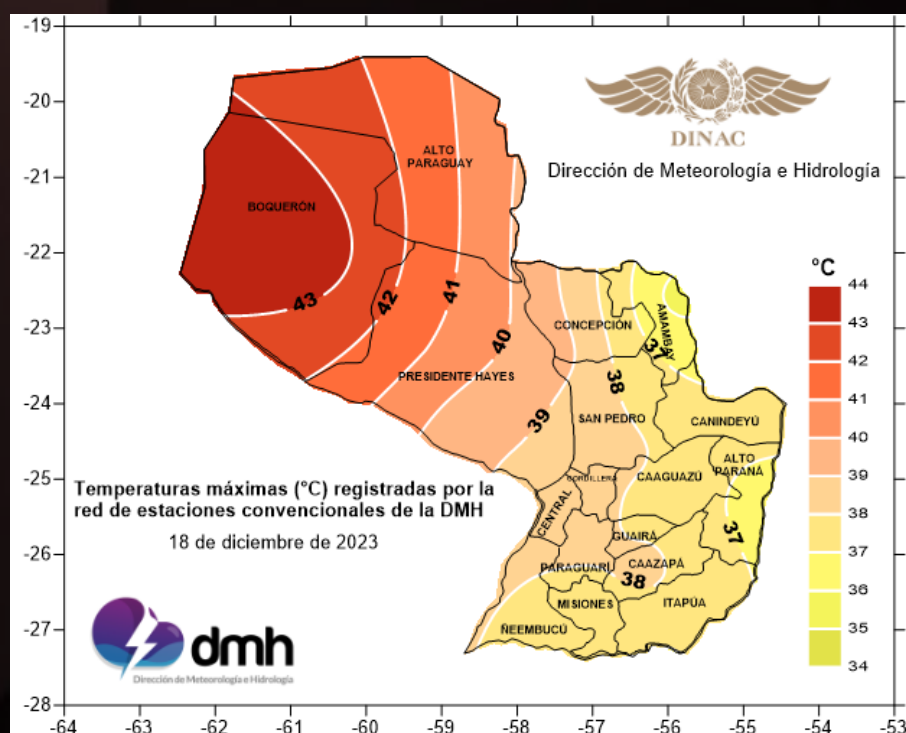 -19
-20
-21
-22
-23
-24
-25
-26
-27
-28
-64
-63
-62
-61
-60
-59
-58
-57
-56
-55
-54
-53
DINAC
Dirección de Meteorología e Hidrología
ALTO
PARAGUAY
BOQUERÓN
43
42
41
40
39
38
37
CONCEPCIÓN
AMAMBAY
PRESIDENTE HAYES
SAN PEDRO
CANINDEYÚ
ALTO
PARANÁ
CORDILLERA
CAAGUAZÚ
CENTRAL
37
GUAIRÁ
PARAGUARÍ
CAAZAPÁ
38
MISIONES
ITAPÚA
ÑEEMBUCÚ
°C
44
43
42
41
40
39
38
37
36
35
34
Temperaturas máximas (°C) registradas por la
red de estaciones convencionales de la DMH
18 de diciembre de 2023
dmh
Dirección de Meteorología e Hidrología